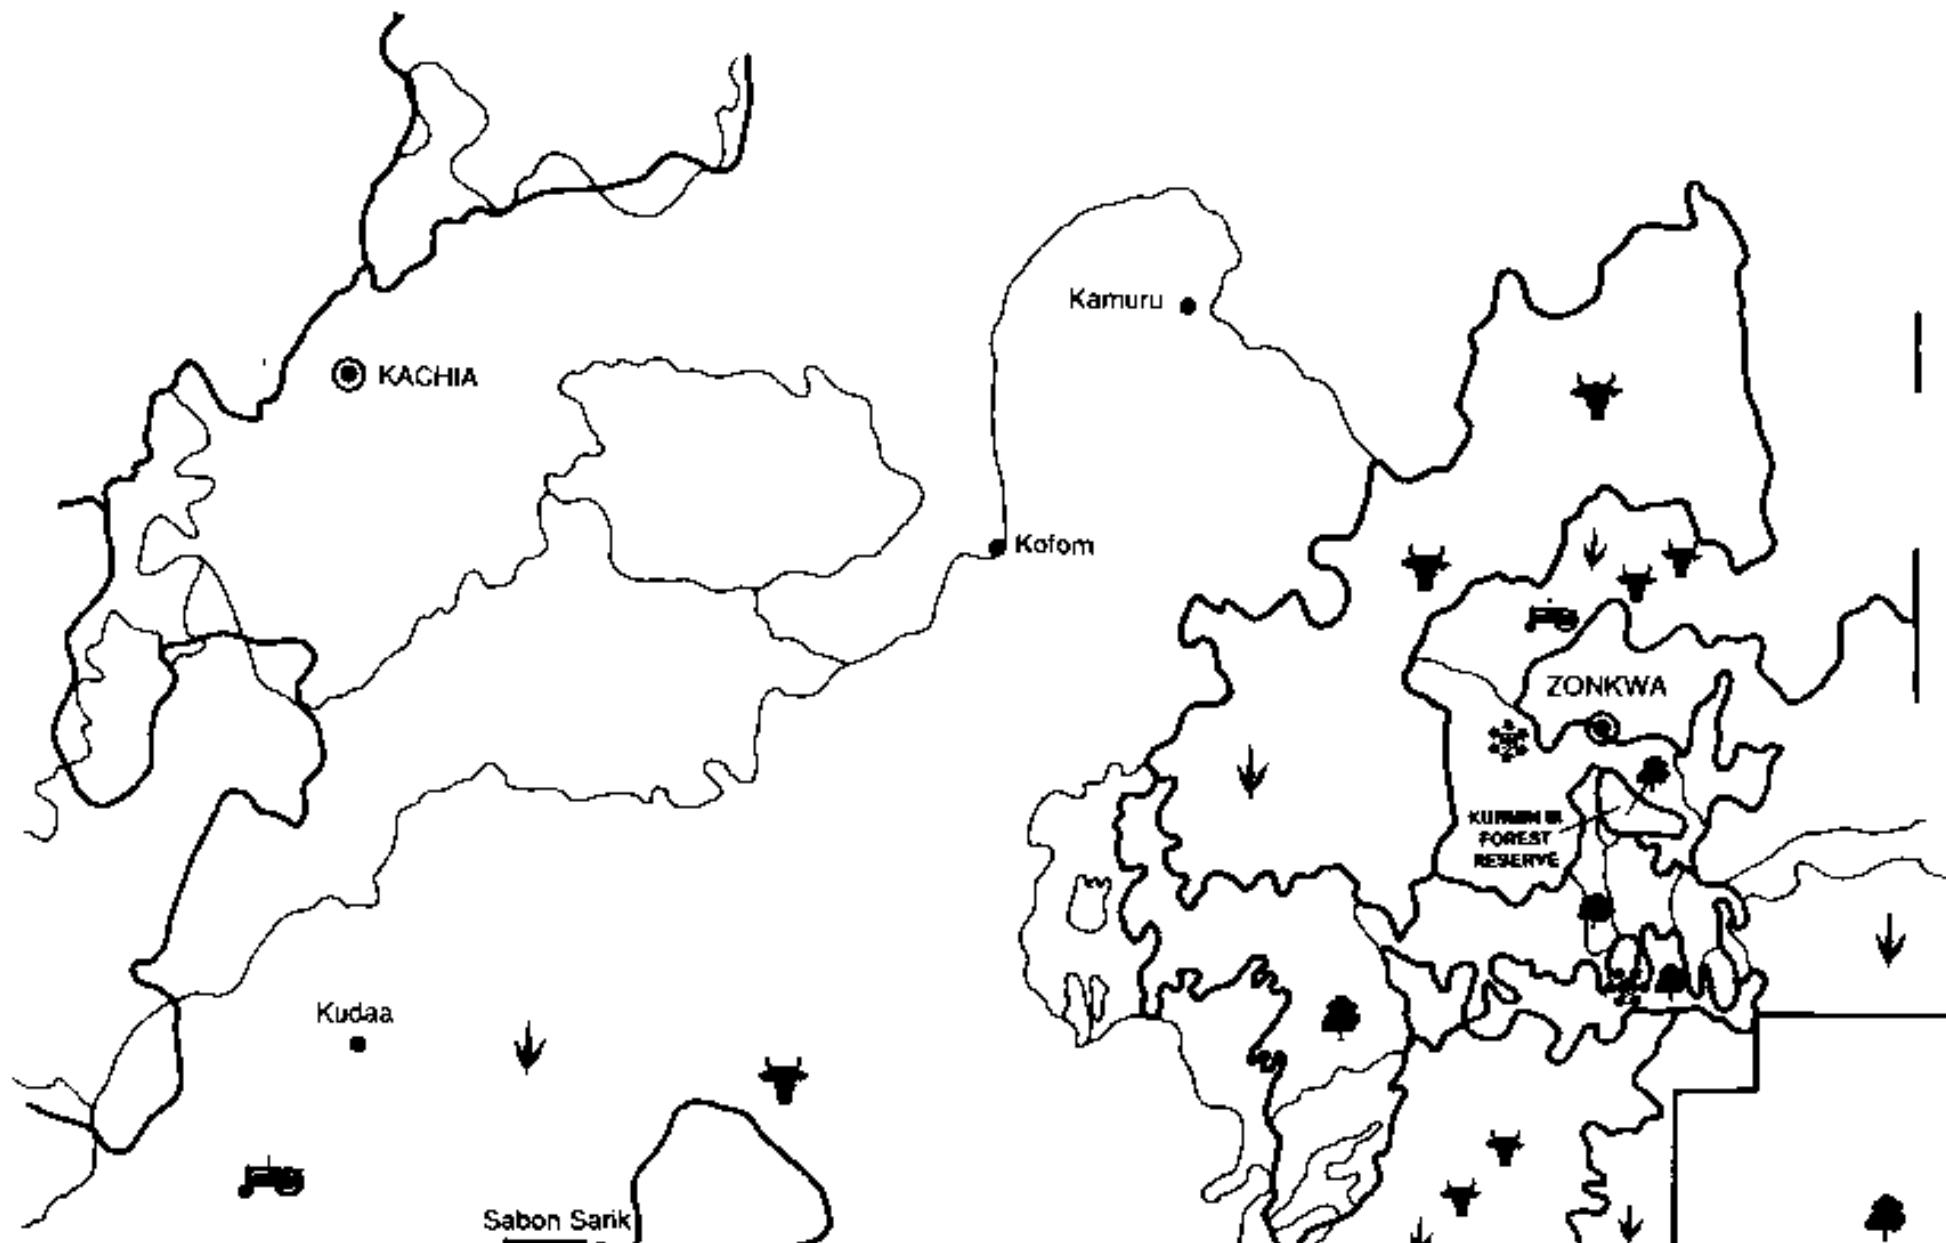 Kamuru
KACHIA
Kofom
ZONKWA
FOREST
RESERVE
Kudaa
Sabon Sarik